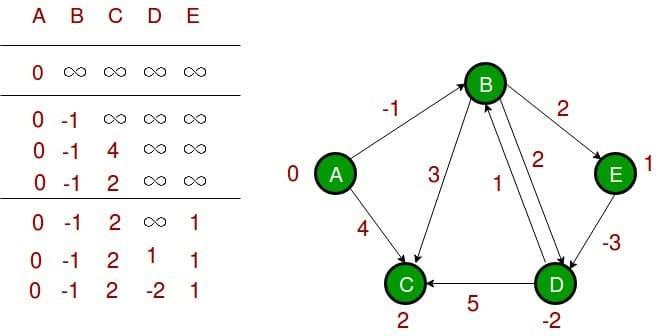 A B C D E
0 ∞ ∞ ∞ ∞
0 -1 ∞ ∞ ∞
0 -1 4 ∞ ∞
0 -1 2 ∞ ∞
0 -1 2 ∞ 1
0 -1 2 1 1
0 -1 2 -2 1
B
-1
2
0 A
3
1
2
E 1
4
-3
C
5
D
2
-2